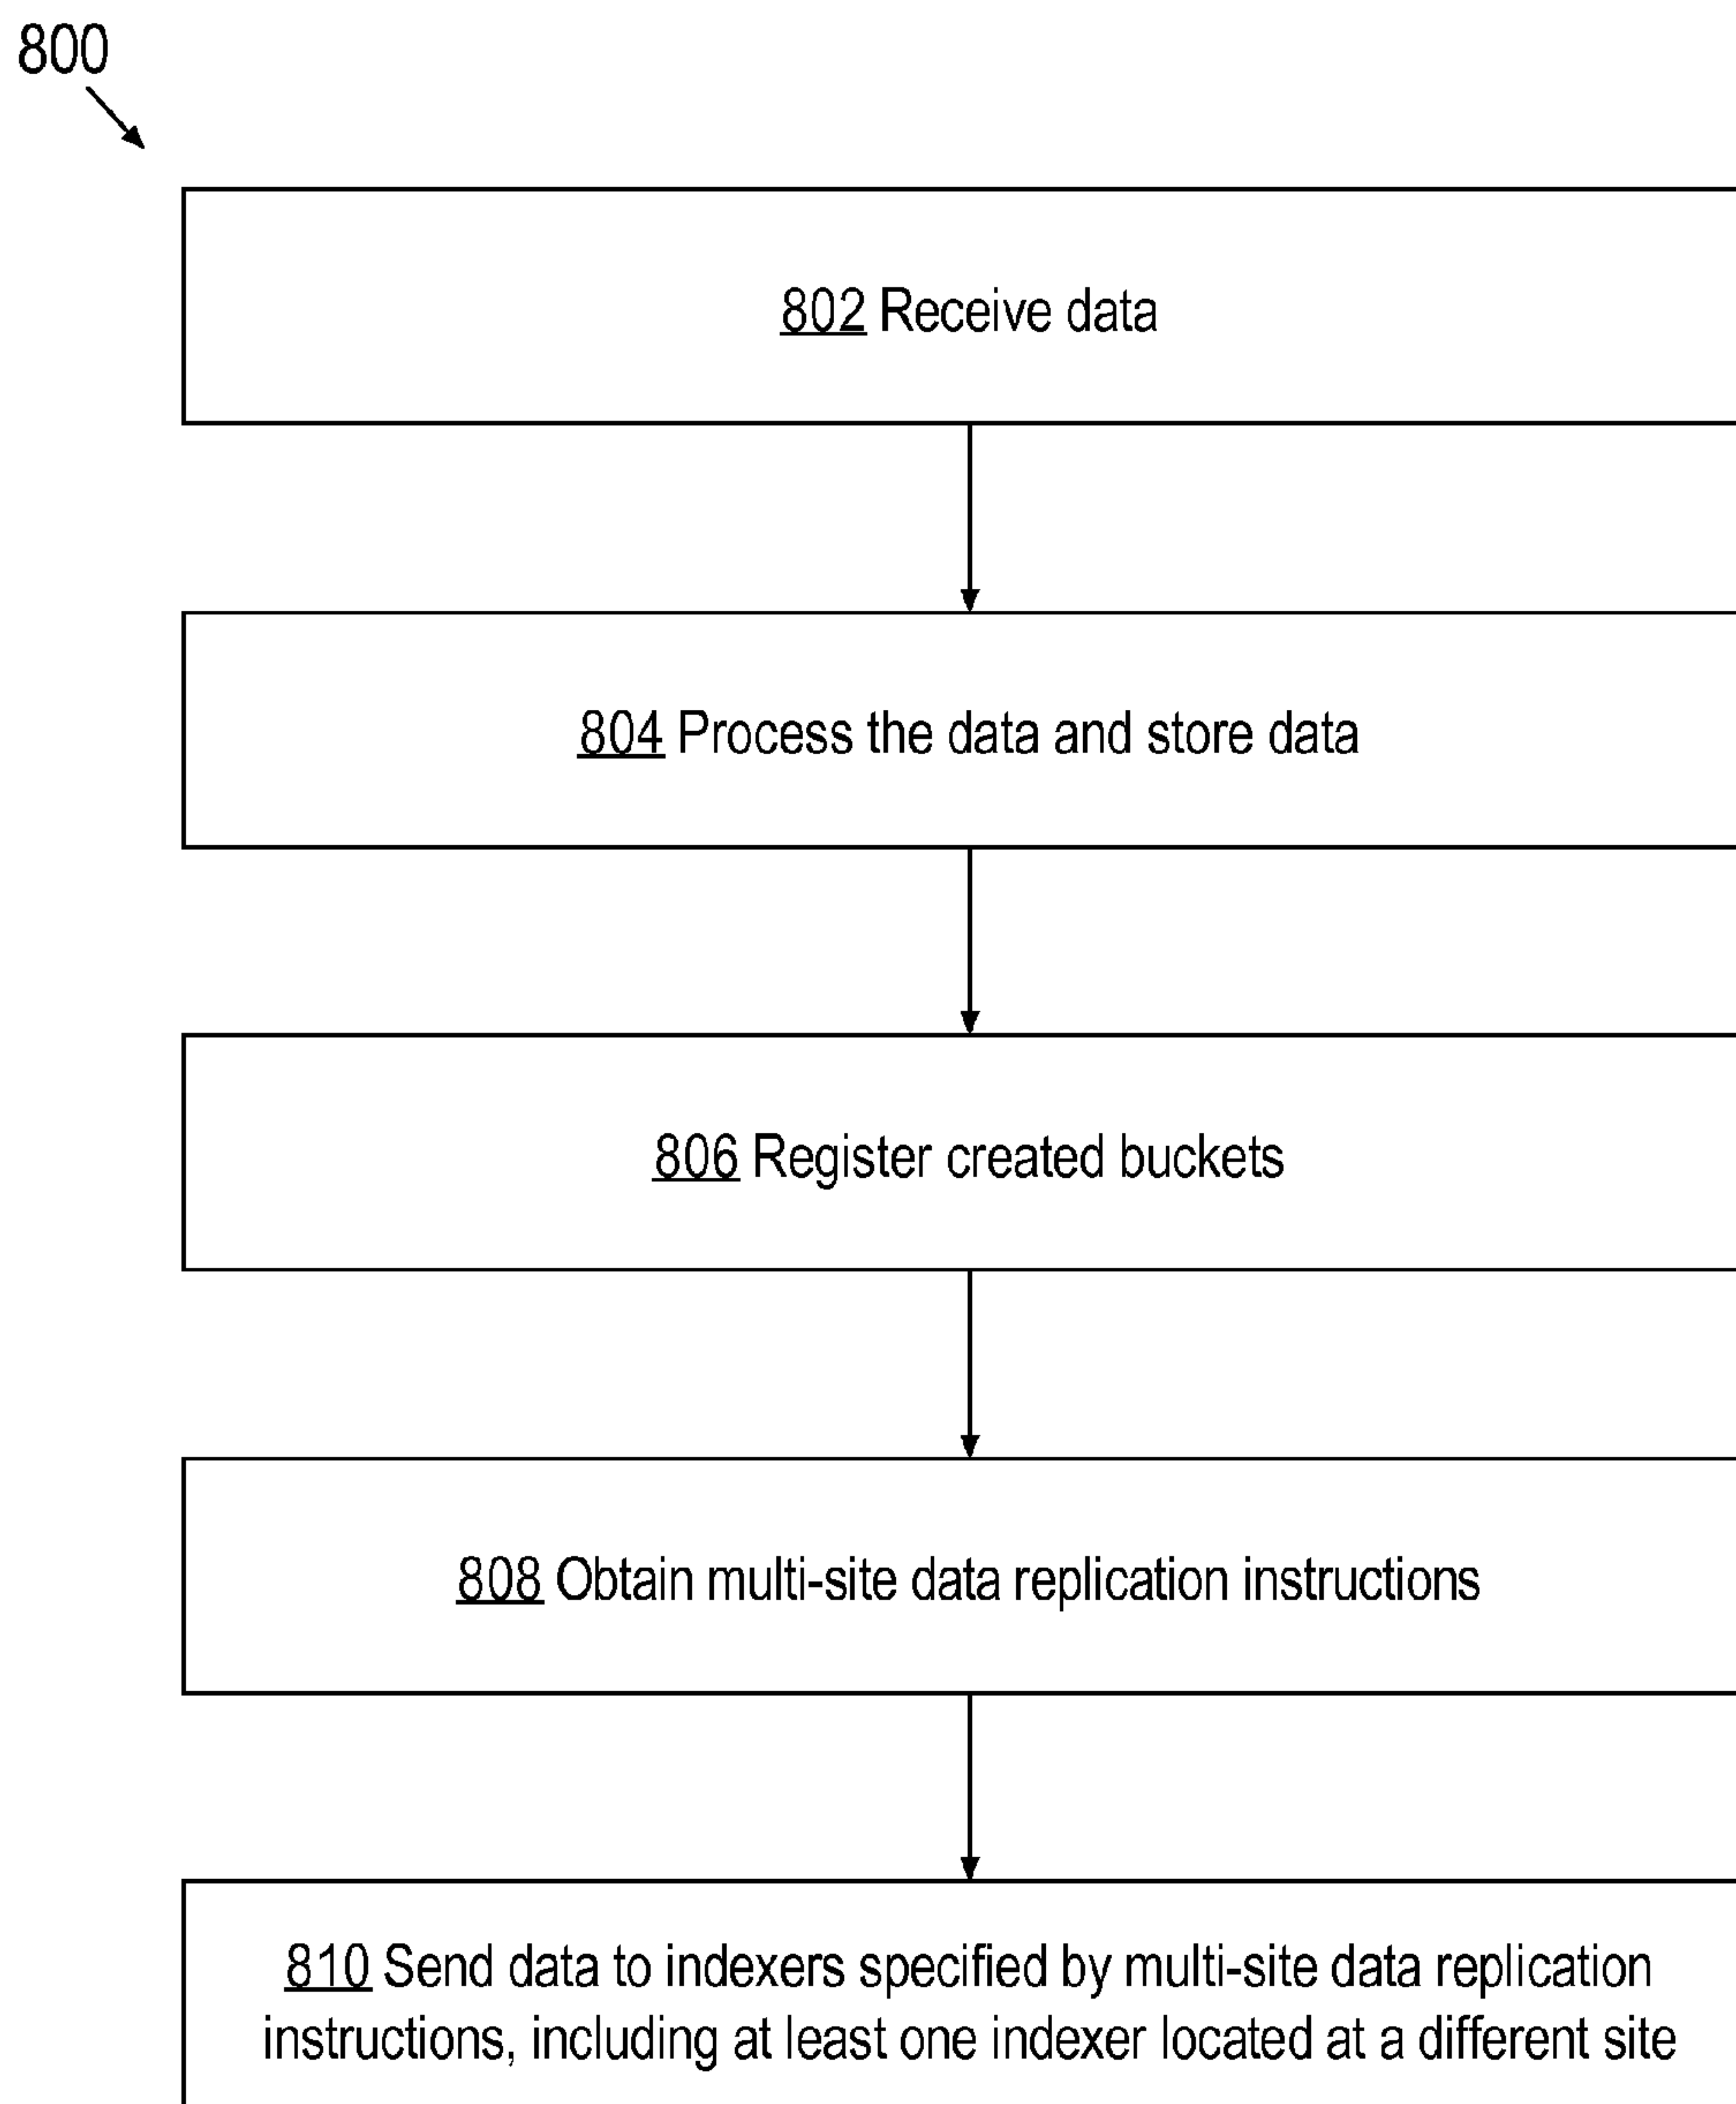 800
802 Receive data
804 Process the data and store data
806 Register created buckets
808 Obtain multi-site data replication instructions
810 Send data to indexers specified by multi-site data replication
instructions, including at least one indexer located at a different site